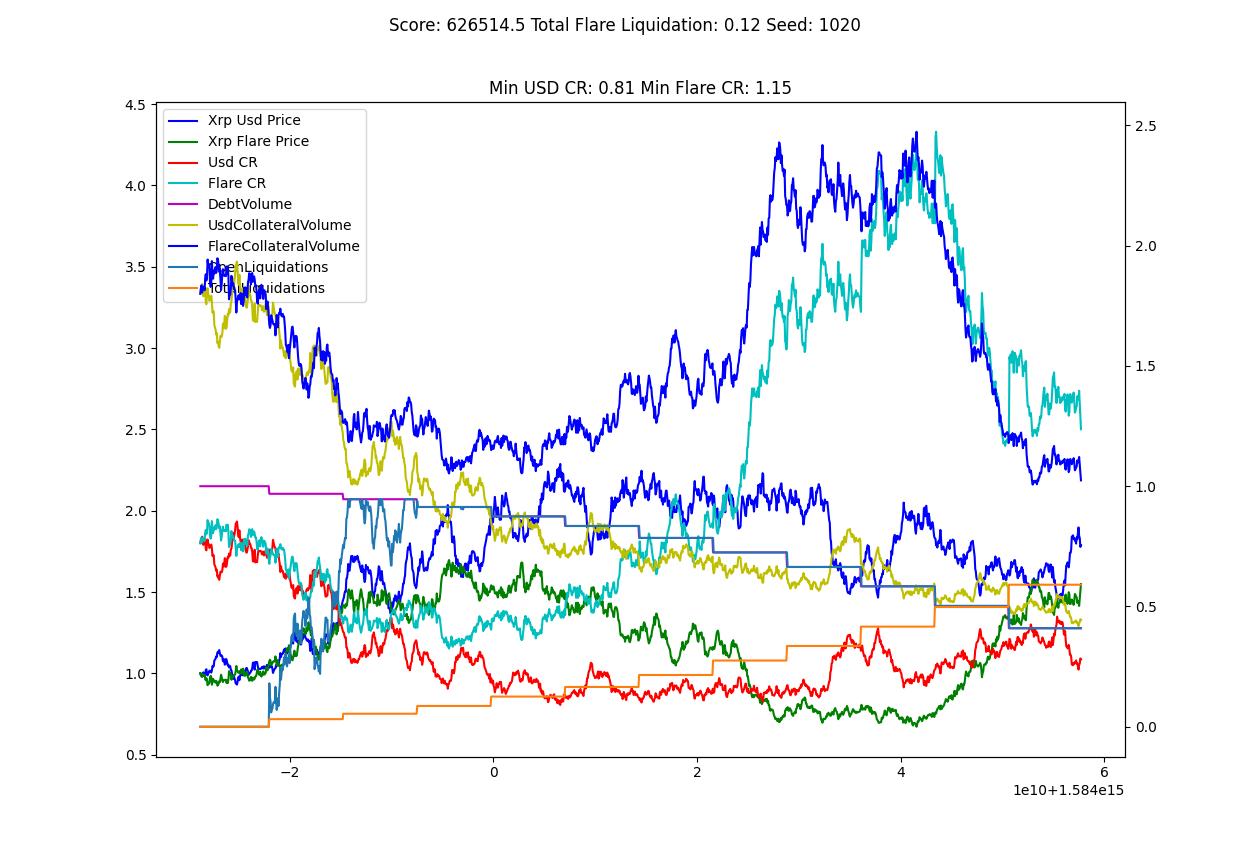 Score: 626514.5 Total Flare Liquidation: 0.12 Seed: 1020
Min USD CR: 0.81 Min Flare CR: 1.15
Xrp Usd Price
Xrp Flare Price
Usd CR
Flare CR
DebtVolume
UsdCollateralVolume
FlareCollateralVolume
OpenLiquidations
TotalLiquidations
4.5
4.0
3.5
3.0
2.5
2.0
1.5
1.0
0.5
2.5
2.0
1.5
1.0
0.5
0.0
−2 0 2 4 6
1e10+1.584e15